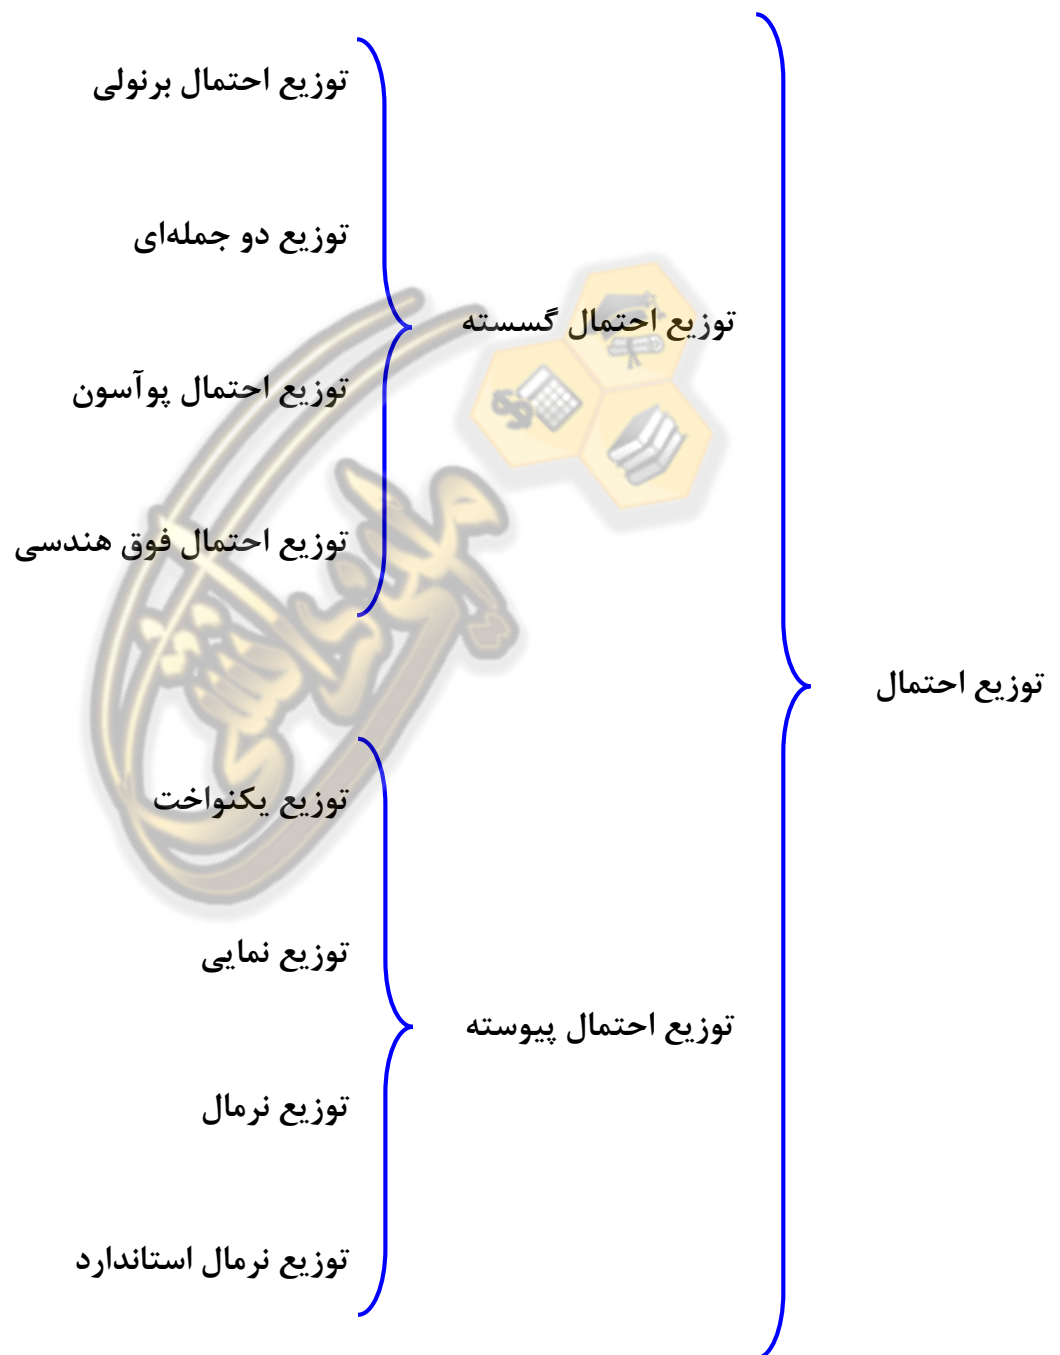 توزیع احتمال
توزیع احتمال گسسته
توزیع احتمال برنولی
توزیع دو جمله‌ای
توزیع احتمال پوآسون
توزیع احتمال فوق هندسی
توزیع احتمال پیوسته
توزیع یکنواخت
توزیع نمایی
توزیع نرمال
توزیع نرمال استاندارد